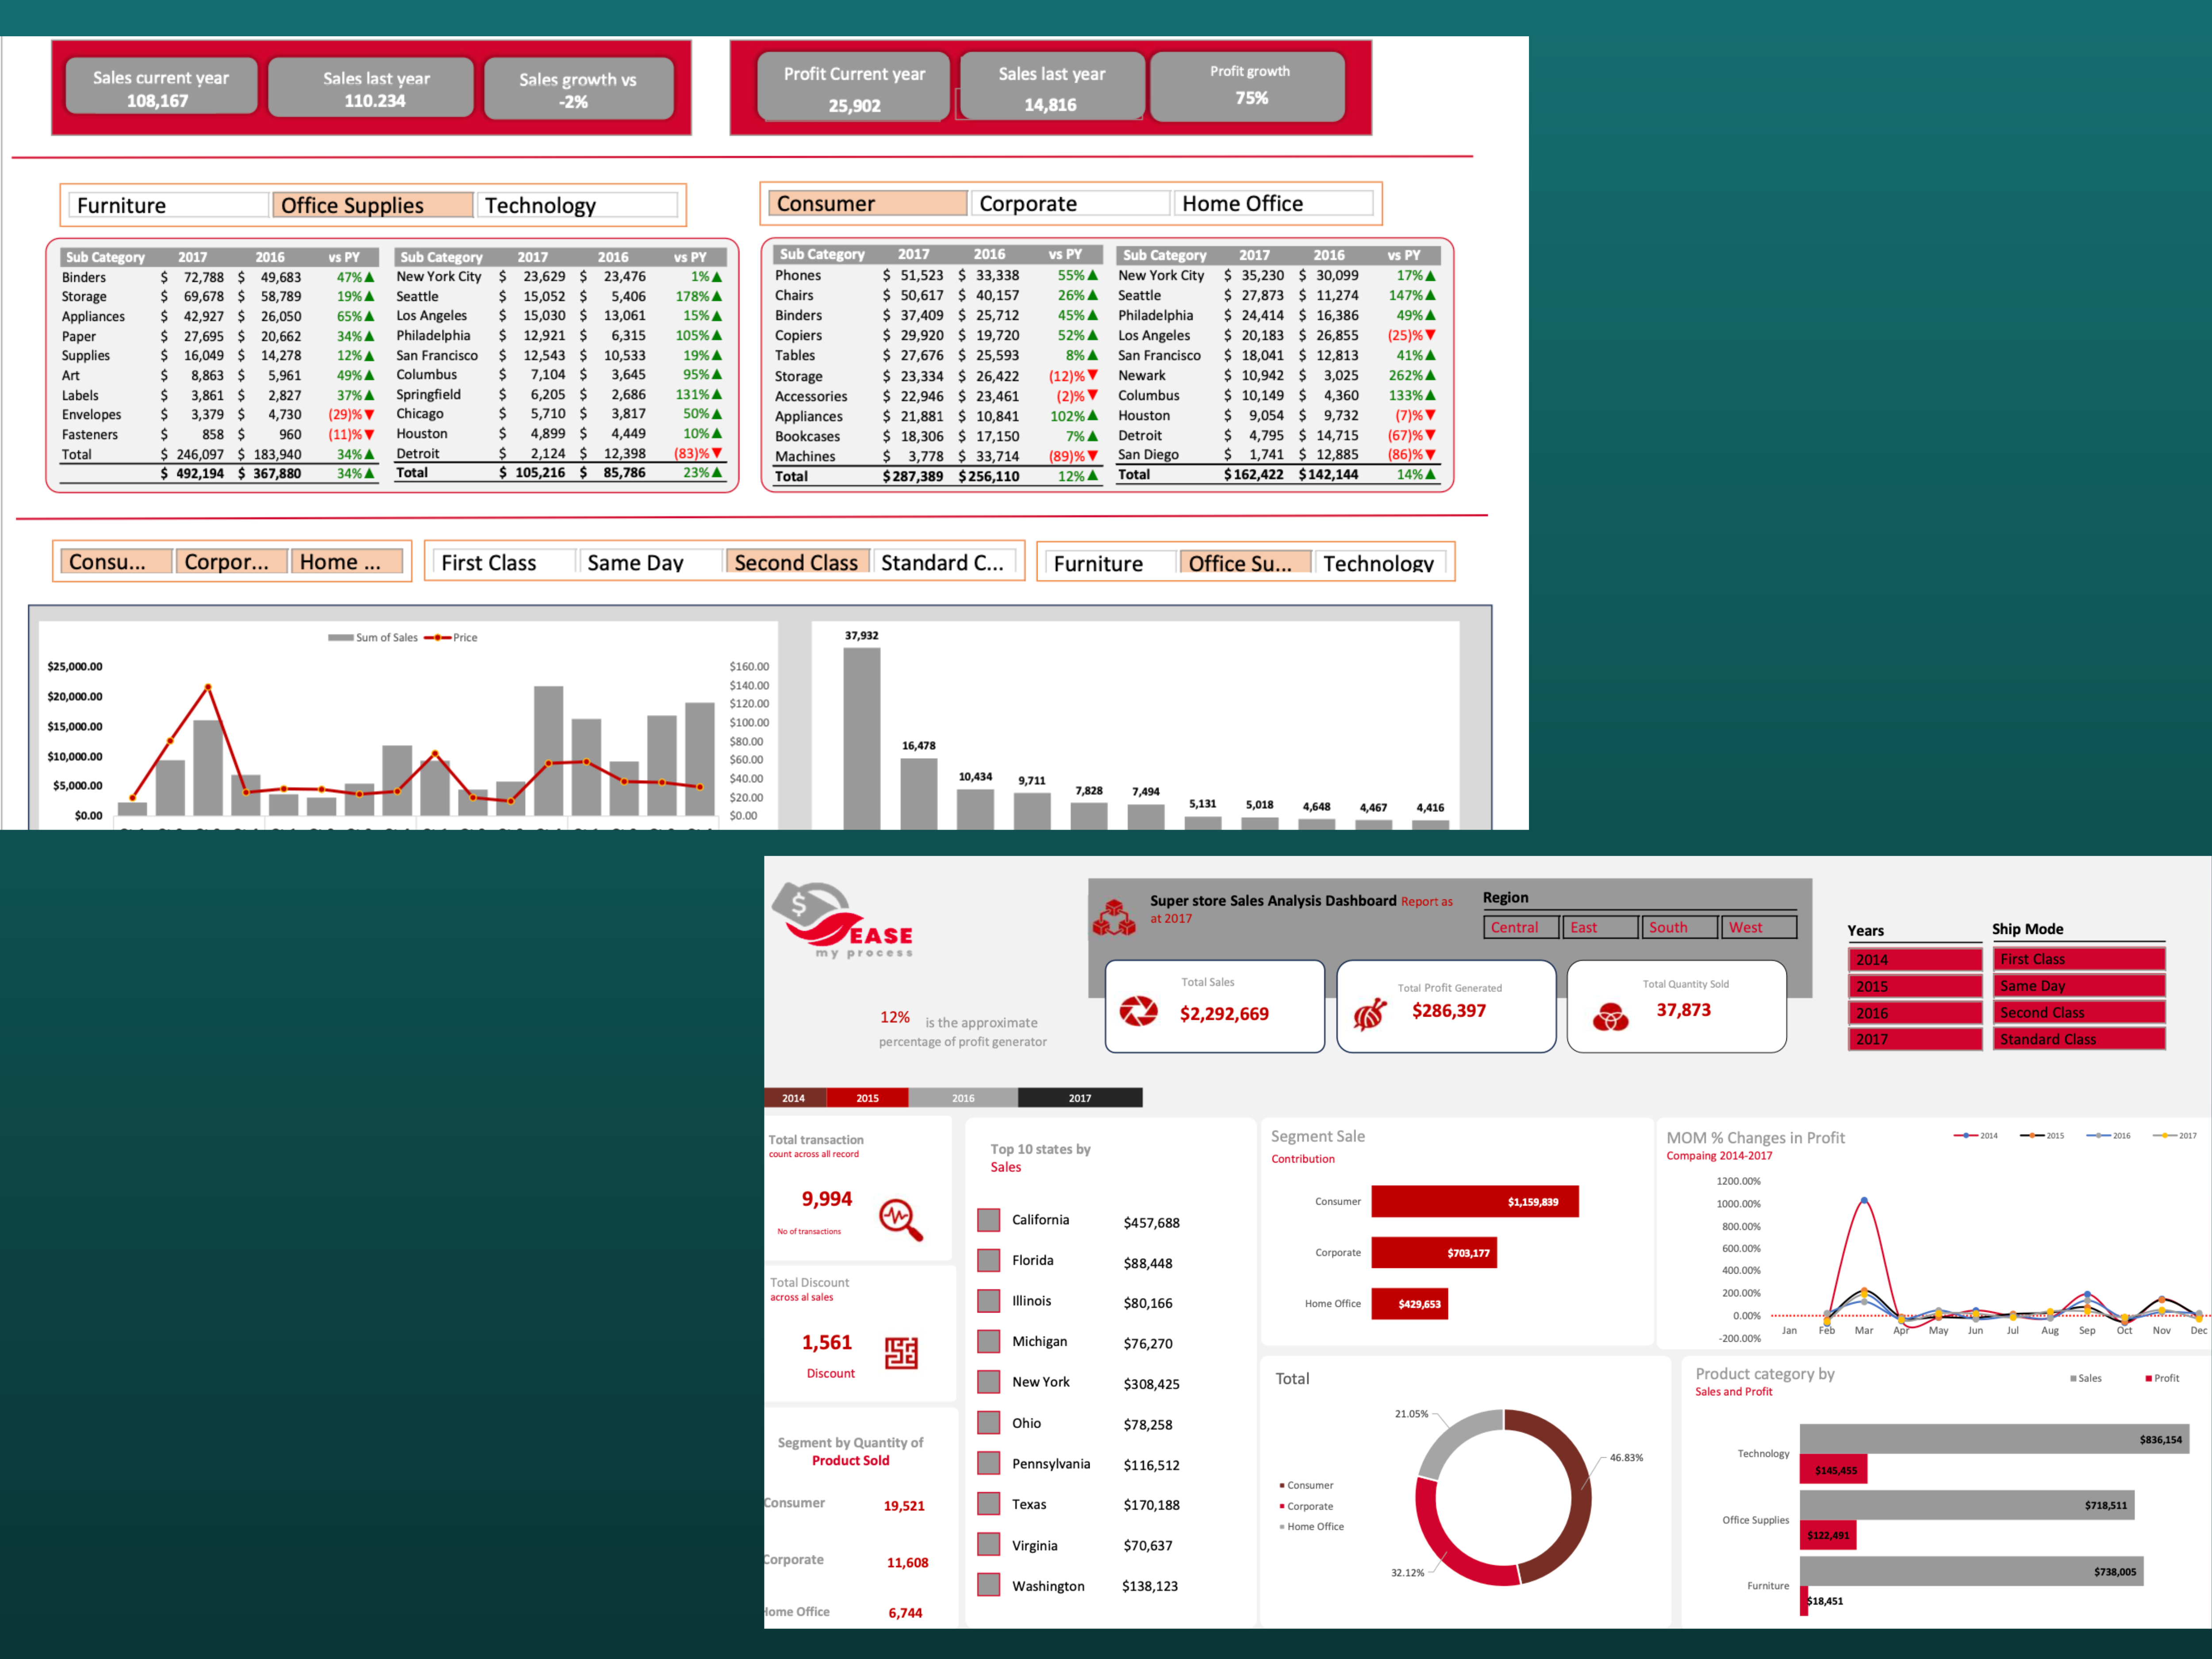 Sales current year
108,167
Sales last year
110.234
Sales growth vs
-2%
Profit Current year
25,902
Sales last year
14,816
Profit growth
75%
Furniture Office Supplies Technology
Consumer Corporate Home Office
Sub Category 2017 2016 vs PY
Binders $ 72,788 $ 49,683 47%▲
Storage $ 69,678 $ 58,789 19%▲
Appliances $ 42,927 $ 26,050 65%▲
Paper $ 27,695 $ 20,662 34%▲
Supplies $ 16,049 $ 14,278 12%▲
Art $ 8,863 $ 5,961 49%▲
Labels $ 3,861 $ 2,827 37%▲
Envelopes $ 3,379 $ 4,730 (29)%▼
Fasteners $ 858 $ 960 (11)%▼
Total $ 246,097 $ 183,940 34%▲
$ 492,194 $ 367,880 34%▲
Sub Category 2017 2016 vs PY
New York City $ 23,629 $ 23,476 1%▲
Seattle $ 15,052 $ 5,406 178%▲
Los Angeles $ 15,030 $ 13,061 15%▲
Philadelphia $ 12,921 $ 6,315 105%▲
San Francisco $ 12,543 $ 10,533 19%▲
Columbus $ 7,104 $ 3,645 95%▲
Springfield $ 6,205 $ 2,686 131%▲
Chicago $ 5,710 $ 3,817 50%▲
Houston $ 4,899 $ 4,449 10%▲
Detroit $ 2,124 $ 12,398 (83)%▼
Total $ 105,216 $ 85,786 23%▲
Sub Category 2017 2016 vs PY
Phones $ 51,523 $ 33,338 55%▲
Chairs $ 50,617 $ 40,157 26%▲
Binders $ 37,409 $ 25,712 45%▲
Copiers $ 29,920 $ 19,720 52%▲
Tables $ 27,676 $ 25,593 8%▲
Storage $ 23,334 $ 26,422 (12)%▼
Accessories $ 22,946 $ 23,461 (2)%▼
Appliances $ 21,881 $ 10,841 102%▲
Bookcases $ 18,306 $ 17,150 7%▲
Machines $ 3,778 $ 33,714 (89)%▼
Total $287,389 $256,110 12%▲
Sub Category 2017 2016 vs PY
New York City $ 35,230 $ 30,099 17%▲
Seattle $ 27,873 $ 11,274 147%▲
Philadelphia $ 24,414 $ 16,386 49%▲
Los Angeles $ 20,183 $ 26,855 (25)%▼
San Francisco $ 18,041 $ 12,813 41%▲
Newark $ 10,942 $ 3,025 262%▲
Columbus $ 10,149 $ 4,360 133%▲
Houston $ 9,054 $ 9,732 (7)%▼
Detroit $ 4,795 $ 14,715 (67)%▼
San Diego $ 1,741 $ 12,885 (86)%▼
Total $162,422 $142,144 14%▲
Consu... Corpor... Home ...
First Class Same Day Second Class Standard C...
Furniture Office Su... Technology
Sum of Sales Price
$25,000.00
$20,000.00
$15,000.00
$10,000.00
$5,000.00
$0.00
$160.00
$140.00
$120.00
$100.00
$80.00
$60.00
$40.00
$20.00
$0.00
37,932
16,478
10,434
9,711
7,828
7,494
5,131
5,018
4,648
4,467
4,416
$
EASE
my process
Super store Sales Analysis Dashboard Report as
at 2017
Region
Central East South West
Years
2014
2015
2016
2017
Ship Mode
First Class
Same Day
Second Class
Standard Class
12% is the approximate
percentage of profit generator
Total Sales
$2,292,669
Total Profit Generated
$286,397
Total Quantity Sold
37,873
2014 2015 2016 2017
Total transaction
count across all record
9,994
No of transactions
Total Discount
across al sales
1,561
Discount
Segment by Quantity of
Product Sold
Consumer 19,521
Corporate 11,608
Home Office 6,744
Top 10 states by
Sales
California $457,688
Florida $88,448
Illinois $80,166
Michigan $76,270
New York $308,425
Ohio $78,258
Pennsylvania $116,512
Texas $170,188
Virginia $70,637
Washington $138,123
Segment Sale
Contribution
Consumer $1,159,839
Corporate $703,177
Home Office $429,653
MOM % Changes in Profit
Compaing 2014-2017
2014 2015 2016 2017
1200.00%
1000.00%
800.00%
600.00%
400.00%
200.00%
0.00%
-200.00%
Jan Feb Mar Apr May Jun Jul Aug Sep Oct Nov Dec
Total
21.05%
46.83%
32.12%
Consumer
Corporate
Home Office
Product category by
Sales and Profit
Sales Profit
Technology $836,154
$145,455
Office Supplies $718,511
$122,491
Furniture $738,005
$18,451